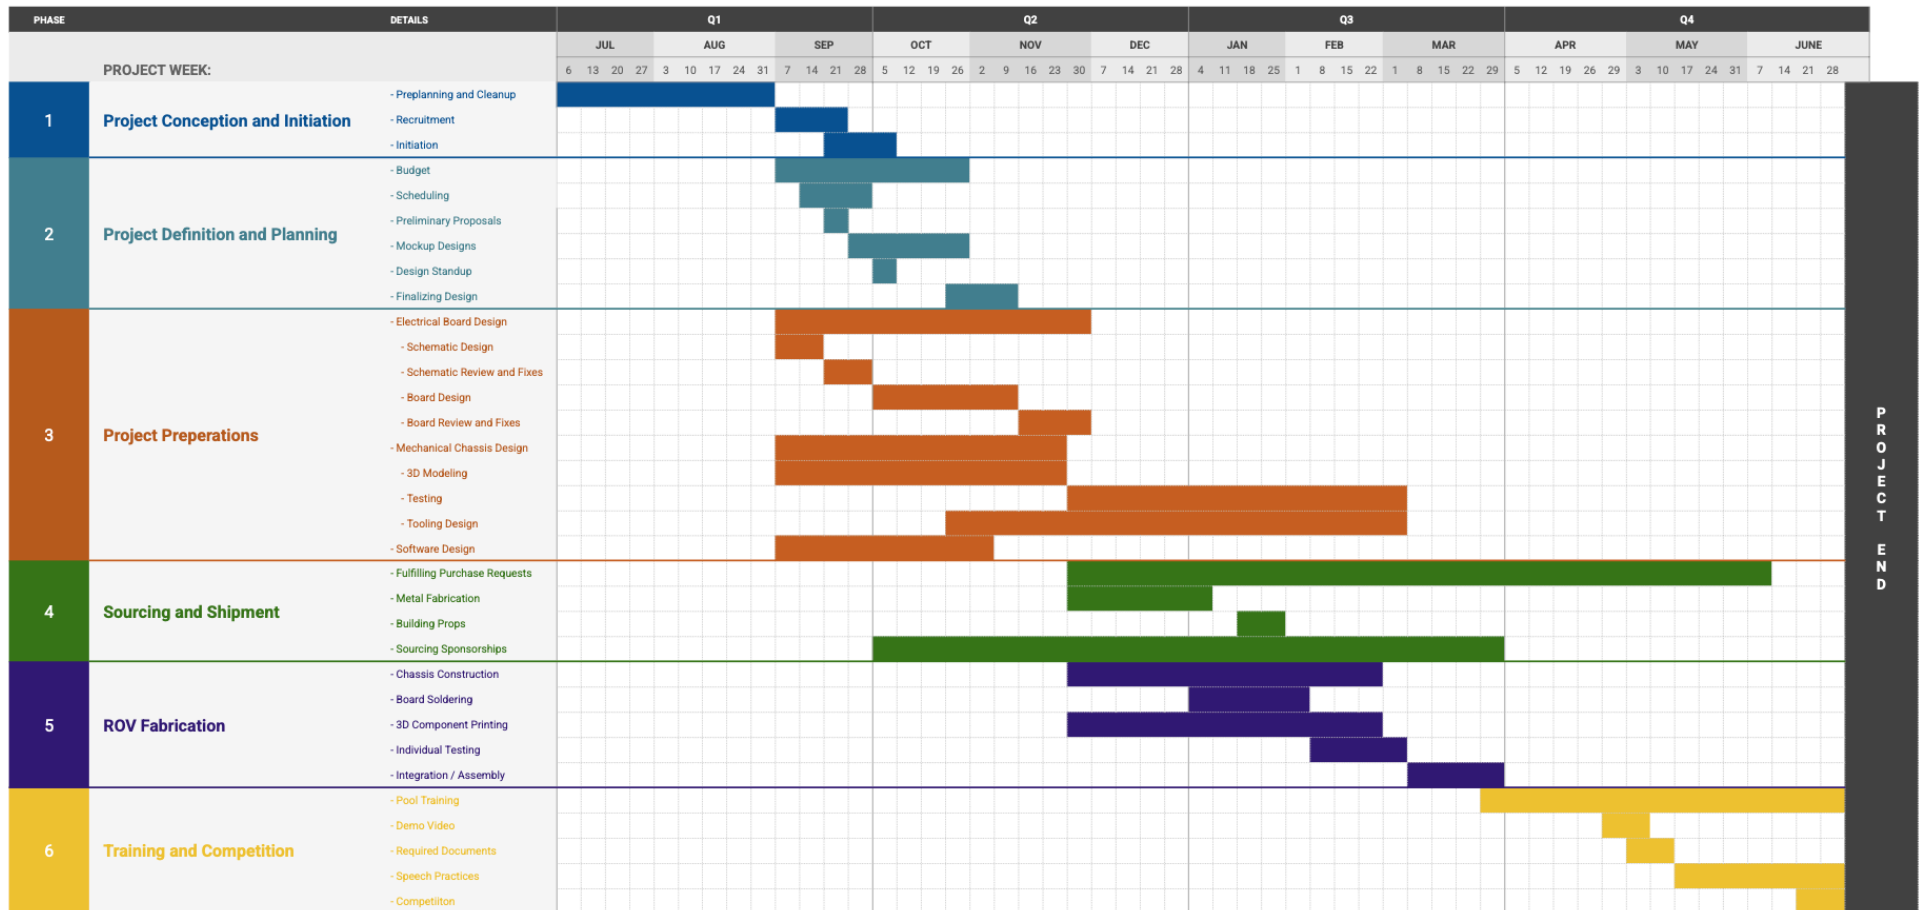 PHASE DETAILS Q1 Q2 Q3 Q4
JUL AUG SEP OCT NOV DEC JAN FEB MAR APR MAY JUNE
PROJECT WEEK: 6 13 20 27 3 10 17 24 31 7 14 21 28 5 12 19 26 2 9 16 23 30 7 14 21 28 4 11 18 25 1 8 15 22 1 8 15 22 29 5 12 19 26 29 3 10 17 24 31 7 14 21 28
1 Project Conception and Initiation
- Preplanning and Cleanup
- Recruitment
- Initiation
2 Project Definition and Planning
- Budget
- Scheduling
- Preliminary Proposals
- Mockup Designs
- Design Standup
- Finalizing Design
3 Project Preperations
- Electrical Board Design
- Schematic Design
- Schematic Review and Fixes
- Board Design
- Board Review and Fixes
- Mechanical Chassis Design
- 3D Modeling
- Testing
- Tooling Design
- Software Design
4 Sourcing and Shipment
- Fulfilling Purchase Requests
- Metal Fabrication
- Building Props
- Sourcing Sponsorships
5 ROV Fabrication
- Chassis Construction
- Board Soldering
- 3D Component Printing
- Individual Testing
- Integration / Assembly
6 Training and Competition
- Pool Training
- Demo Video
- Required Documents
- Speech Practices
- Competiiton
PROJECT END